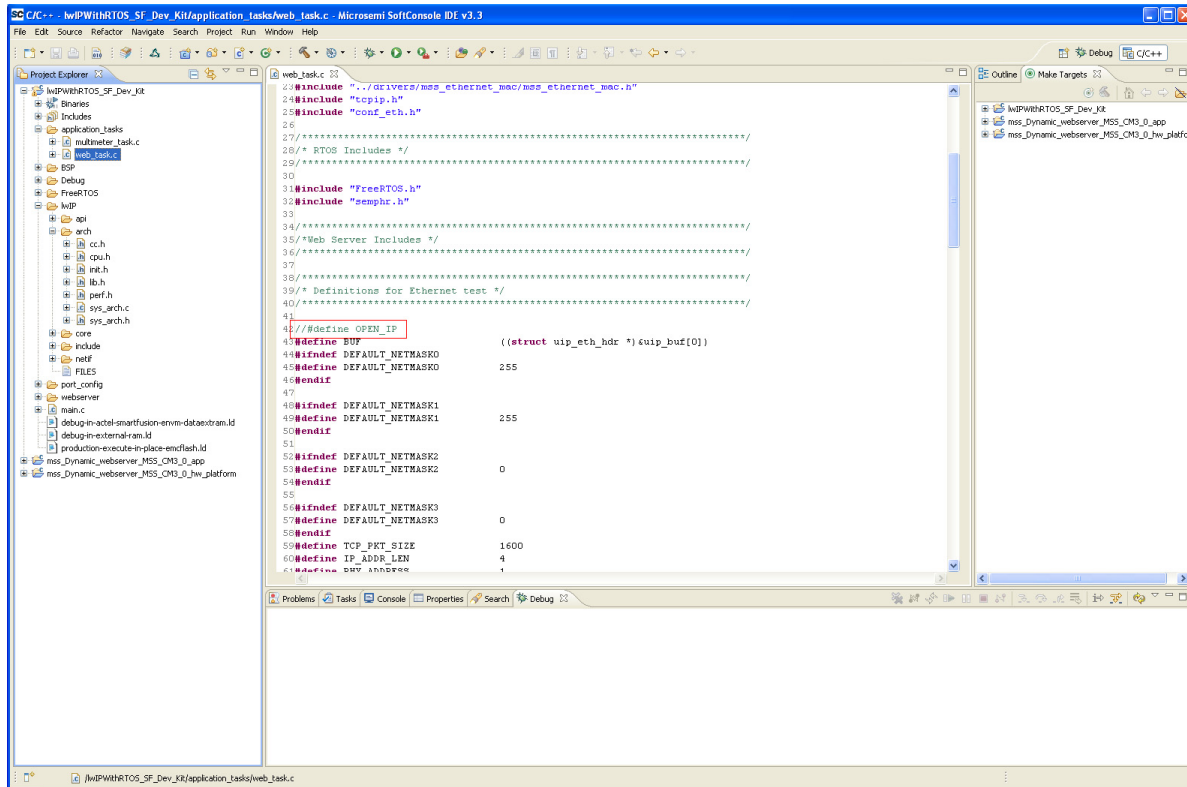 C/C++ - lwIPWithRTOS_SF_Dev_Kit/application_tasks/web_task.c - Microsemi SoftConsole IDE v3.3
File Edit Source Refactor Navigate Search Project Run Window Help
Debug C/C++
Project Explorer
lwIPWithRTOS_SF_Dev_Kit
Binaries
Includes
application_tasks
multimeter_task.c
web_task.c
BSP
Debug
FreeRTOS
lwIP
api
arch
cc.h
cpu.h
init.h
lib.h
perf.h
sys_arch.c
sys_arch.h
core
include
netif
FILES
port_config
webserver
main.c
debug-in-actel-smartfusion-envm-dataextram.ld
debug-in-external-ram.ld
production-execute-in-place-emcflash.ld
mss_Dynamic_webserver_MSS_CM3_0_app
mss_Dynamic_webserver_MSS_CM3_0_hw_platform
web_task.c
23 #include "../drivers/mss_ethernet_mac/mss_ethernet_mac.h"
24 #include "tcpip.h"
25 #include "conf_eth.h"
26
27 /*********************************************************************/
28 /* RTOS Includes */
29 /*********************************************************************/
30
31 #include "FreeRTOS.h"
32 #include "semphr.h"
33
34 /*********************************************************************/
35 /*Web Server Includes */
36 /*********************************************************************/
37
38 /*********************************************************************/
39 /* Definitions for Ethernet test */
40 /*********************************************************************/
41
42 //#define OPEN_IP
43 #define BUF ((struct uip_eth_hdr *)&uip_buf[0])
44 #ifndef DEFAULT_NETMASK0
45 #define DEFAULT_NETMASK0 255
46 #endif
47
48 #ifndef DEFAULT_NETMASK1
49 #define DEFAULT_NETMASK1 255
50 #endif
51
52 #ifndef DEFAULT_NETMASK2
53 #define DEFAULT_NETMASK2 0
54 #endif
55
56 #ifndef DEFAULT_NETMASK3
57 #define DEFAULT_NETMASK3 0
58 #endif
59 #define TCP_PKT_SIZE 1600
60 #define IP_ADDR_LEN 4
61 #define PHY_ADDRESS 1
Outline Make Targets
lwIPWithRTOS_SF_Dev_Kit
mss_Dynamic_webserver_MSS_CM3_0_app
mss_Dynamic_webserver_MSS_CM3_0_hw_platfo
Problems Tasks Console Properties Search Debug
/lwIPWithRTOS_SF_Dev_Kit/application_tasks/web_task.c